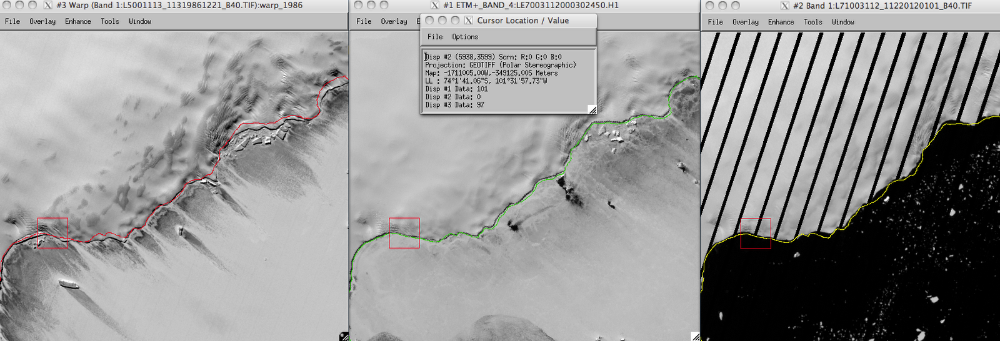 #3 Warp (Band 1:L5001113_11319861221_B40.TIF):warp_1986
File Overlay Enhance Tools Window
#1 ETM+_BAND_4:LE7003112000302450.H1
File Overlay E
Cursor Location / Value
File Options
Disp #2 (5938,3599) Scrn: R:0 G:0 B:0
Projection: GEOTIFF (Polar Stereographic)
Map: -1711005.00W,-349125.00S Meters
LL : 74°1'41.06"S, 101°31'57.73"W
Disp #1 Data: 101
Disp #2 Data: 0
Disp #3 Data: 97
#2 Band 1:L71003112_11220120101_B40.TIF
File Overlay Enhance Tools Window